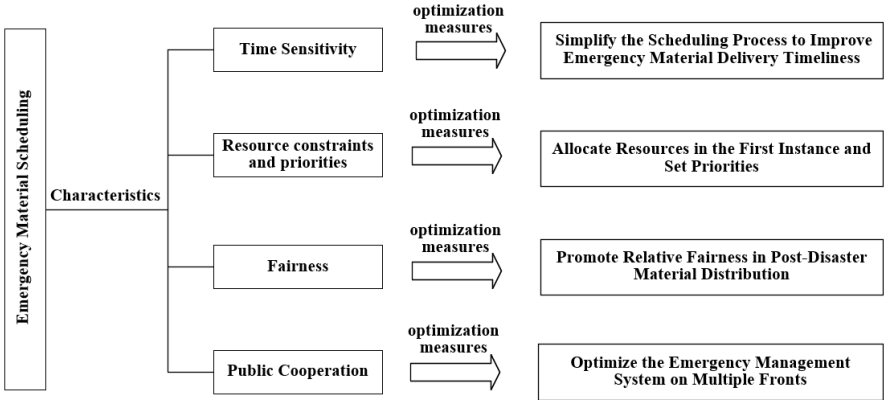 Emergency Material Scheduling
Characteristics
Time Sensitivity
optimization
measures
Simplify the Scheduling Process to Improve
Emergency Material Delivery Timeliness
Resource constraints
and priorities
optimization
measures
Allocate Resources in the First Instance and
Set Priorities
Fairness
optimization
measures
Promote Relative Fairness in Post-Disaster
Material Distribution
Public Cooperation
optimization
measures
Optimize the Emergency Management
System on Multiple Fronts